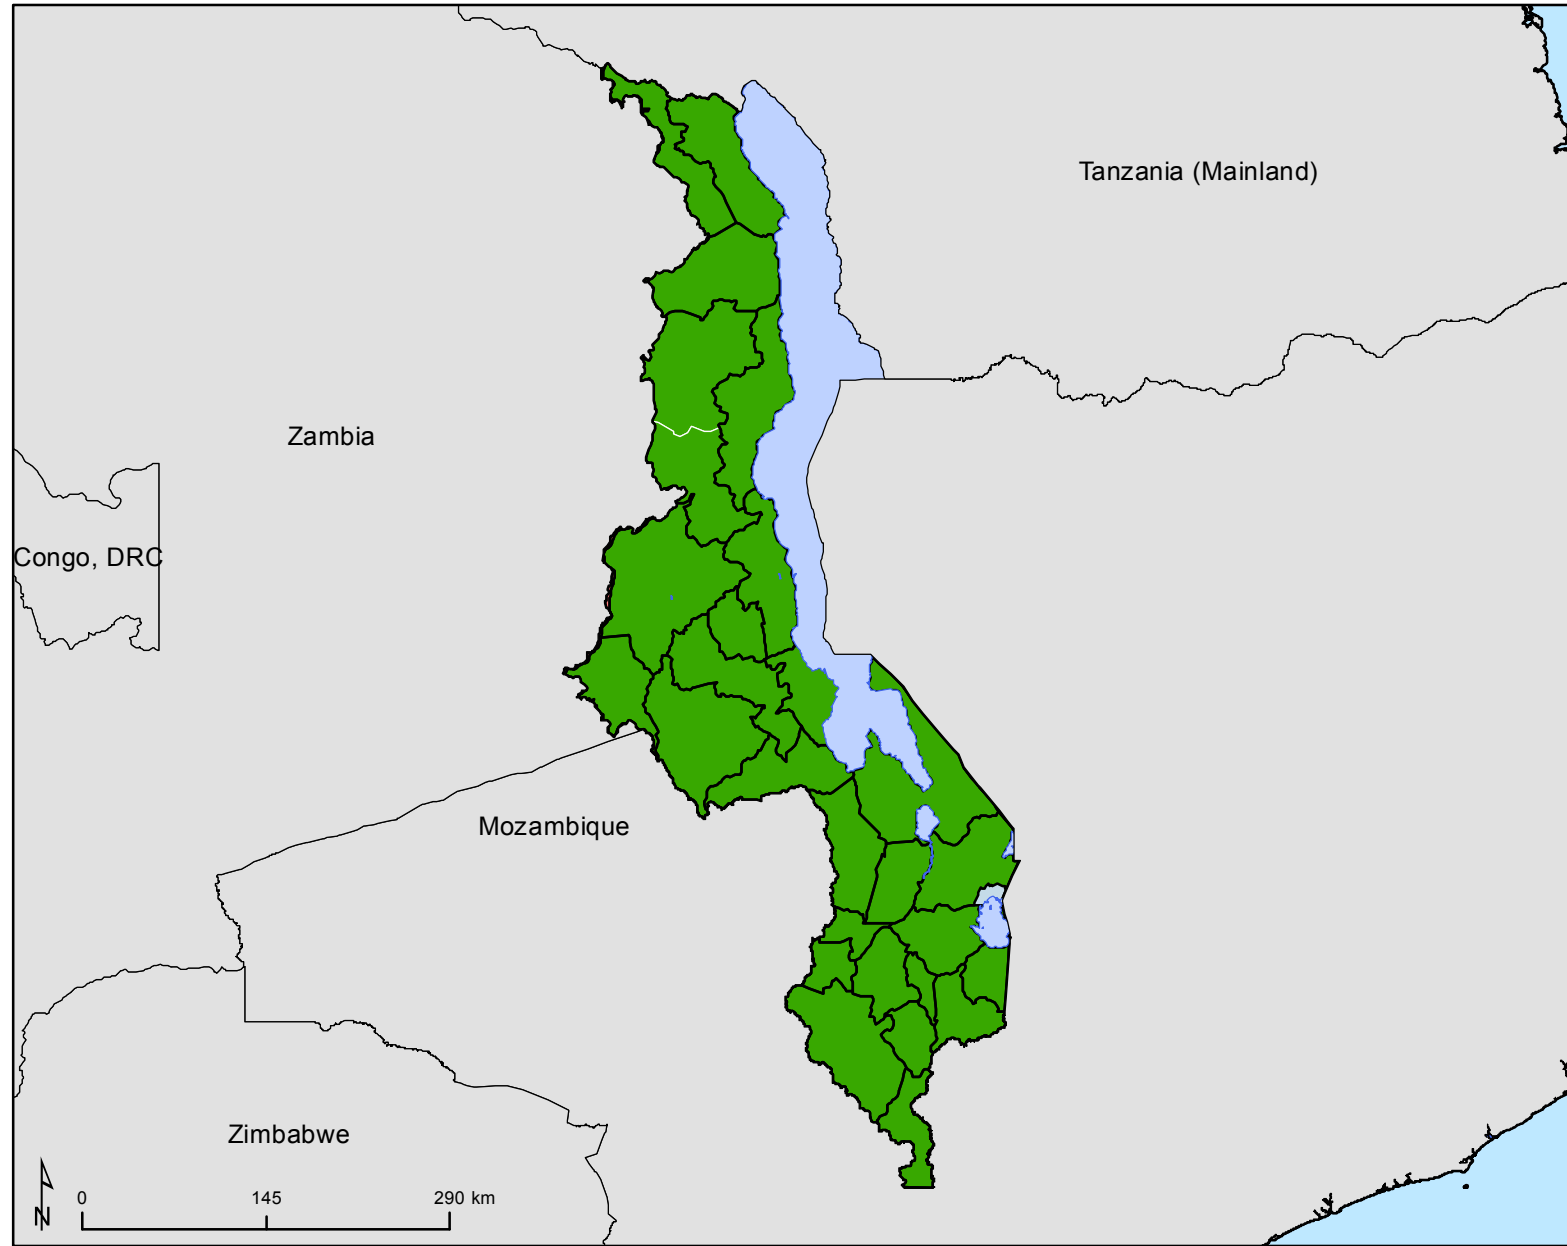 Tanzania (Mainland)
Zambia
Congo, DRC
Mozambique
Zimbabwe
N
0 145 290 km